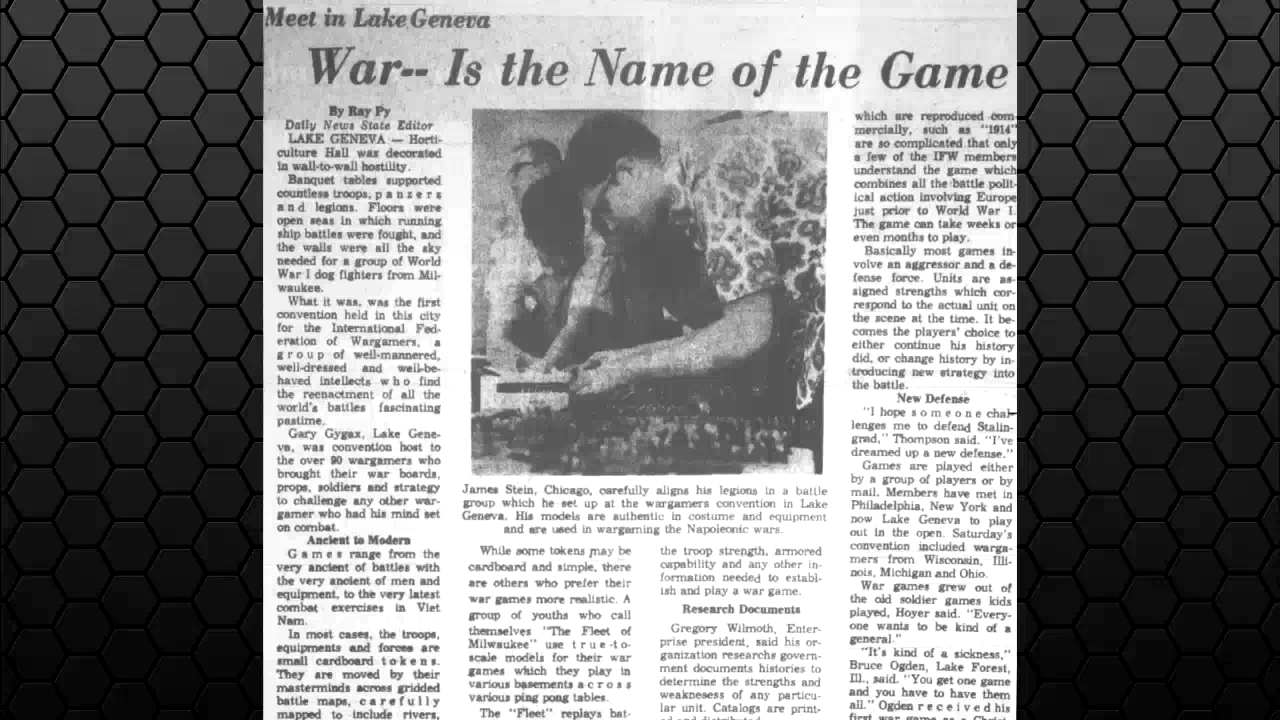 Meet in Lake Geneva
War-- Is the Name of the Game
By Ray Py
Daily News State Editor
LAKE GENEVA — Horti-
culture Hall was decorated
in wall-to-wall hostility.
Banquet tables supported
countless troops, panzers
and legions. Floors were
open seas in which running
ship battles were fought, and
the walls were all the sky
needed for a group of World
War I dog fighters from Mil-
waukee.
What it was, was the first
convention held in this city
for the International Fed-
eration of Wargamers, a
group of well-mannered,
well-dressed and well-be-
haved intellects who find
the reenactment of all the
world's battles fascinating
pastime.
Gary Gygax, Lake Gene-
va, was convention host to
the over 90 wargamers who
brought their war boards,
props, soldiers and strategy
to challenge any other war-
gamer who had his mind set
on combat.
Ancient to Modern
Games range from the
very ancient of battles with
the very ancient of men and
equipment, to the very latest
combat exercises in Viet
Nam.
In most cases, the troops,
equipments and forces are
small cardboard tokens.
They are moved by their
masterminds across gridded
battle maps, carefully
mapped to include rivers,
James Stein, Chicago, carefully aligns his legions in a battle
group which he set up at the wargamers convention in Lake
Geneva. His models are authentic in costume and equipment
and are used in wargaming the Napoleonic wars.
While some tokens may be
cardboard and simple, there
are others who prefer their
war games more realistic. A
group of youths who call
themselves "The Fleet of
Milwaukee" use true-to-
scale models for their war
games which they play in
various basements across
various ping pong tables.
The "Fleet" replays bat-
the troop strength, armored
capability and any other in-
formation needed to establ-
ish and play a war game.
Research Documents
Gregory Wilmoth, Enter-
prise president, said his or-
ganization researchs govern-
ment documents histories to
determine the strengths and
weaknesess of any particu-
lar unit. Catalogs are print-
ed and distributed
which are reproduced com-
mercially, such as "1914"
are so complicated that only
a few of the IFW members
understand the game which
combines all the battle polit-
ical action involving Europe
just prior to World War I.
The game can take weeks or
even months to play.
Basically most games in-
volve an aggressor and a de-
fense force. Units are as-
signed strengths which cor-
respond to the actual unit on
the scene at the time. It be-
comes the players' choice to
either continue his history
did, or change history by in-
troducing new strategy into
the battle.
New Defense
"I hope someone chal-
lenges me to defend Stalin-
grad," Thompson said. "I've
dreamed up a new defense."
Games are played either
by a group of players or by
mail. Members have met in
Philadelphia, New York and
now Lake Geneva to play
out in the open. Saturday's
convention included warga-
mers from Wisconsin, Illi-
nois, Michigan and Ohio.
War games grew out of
the old soldier games kids
played, Hoyer said. "Every-
one wants to be kind of a
general."
"It's kind of a sickness,"
Bruce Ogden, Lake Forest,
Ill., said. "You get one game
and you have to have them
all." Ogden received his
first war game as a Christ-